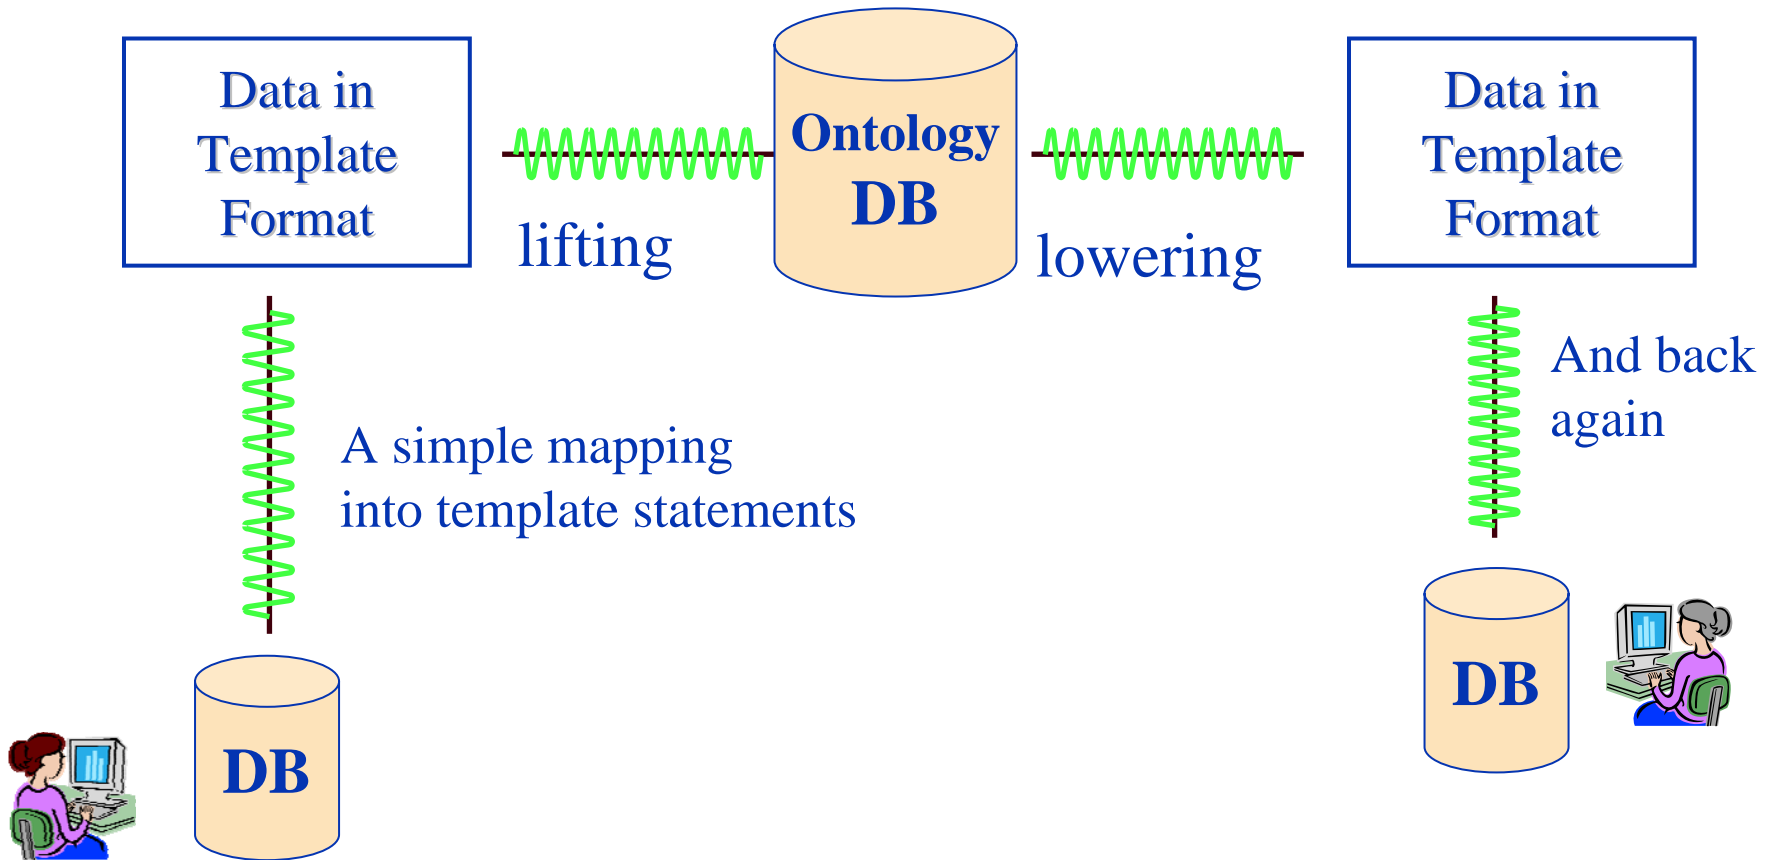 Data in
Template
Format
lifting
Ontology
DB
lowering
Data in
Template
Format
A simple mapping
into template statements
And back
again
DB
DB